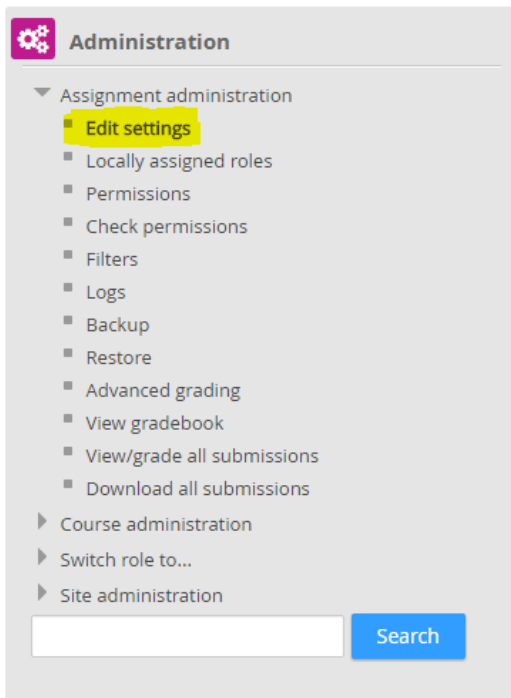 Administration
Assignment administration
Edit settings
Locally assigned roles
Permissions
Check permissions
Filters
Logs
Backup
Restore
Advanced grading
View gradebook
View/grade all submissions
Download all submissions
Course administration
Switch role to...
Site administration
Search